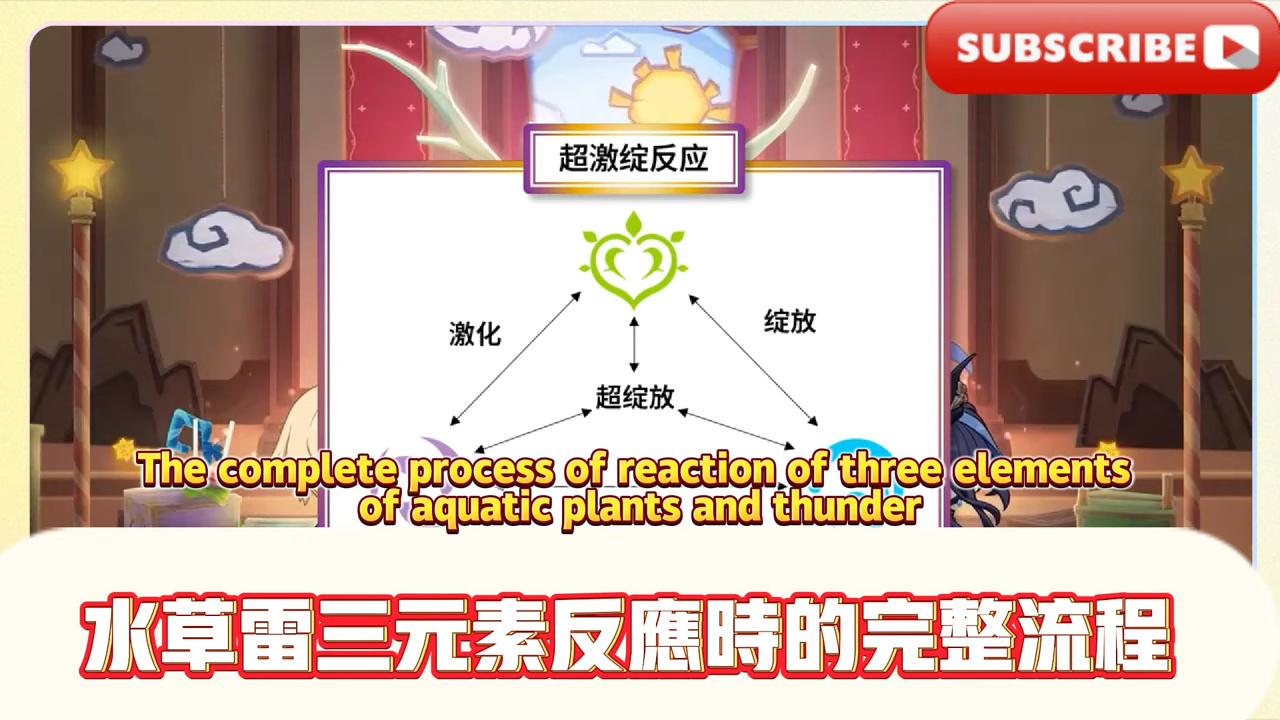 SUBSCRIBE
超激绽反应
激化
绽放
超绽放
The complete process of reaction of three elements
of aquatic plants and thunder
水草雷三元素反應時的完整流程